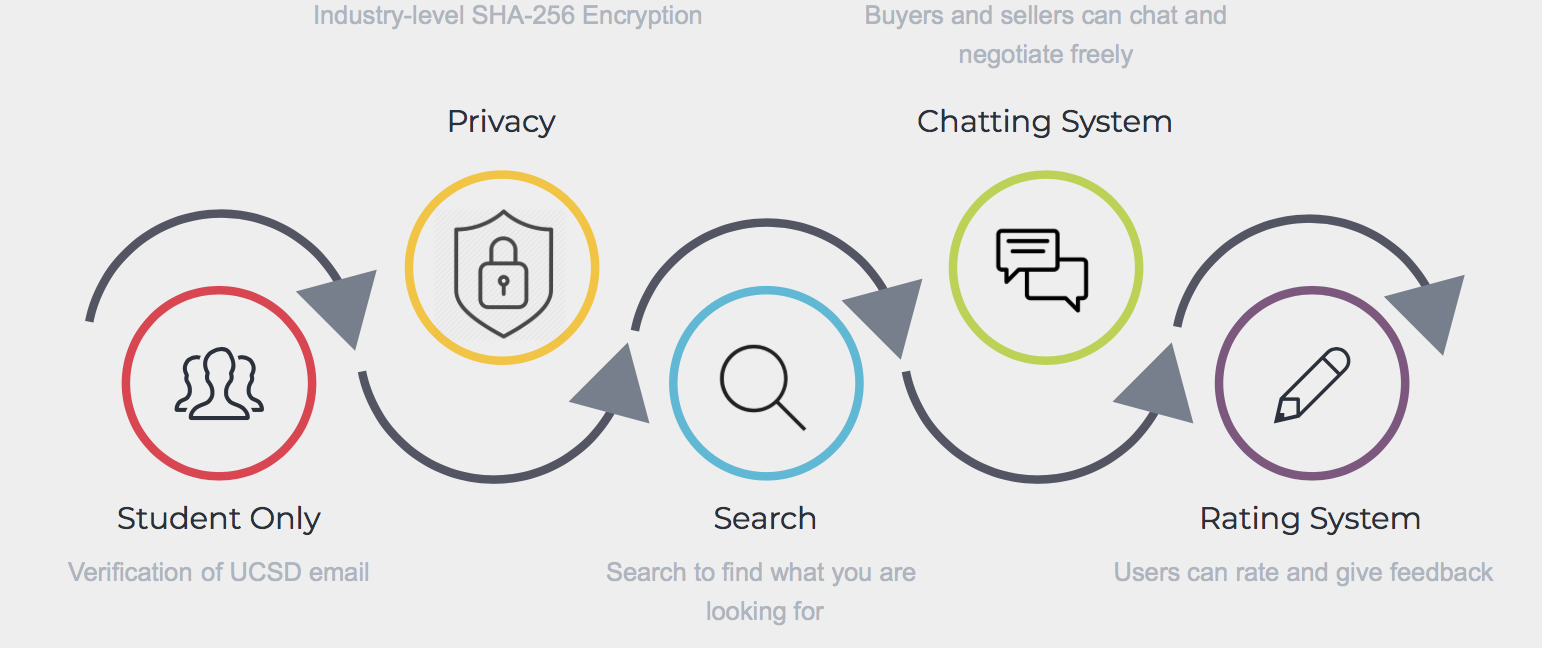 Industry-level SHA-256 Encryption
Buyers and sellers can chat and
negotiate freely
Privacy
Chatting System
Student Only
Verification of UCSD email
Search
Search to find what you are
looking for
Rating System
Users can rate and give feedback